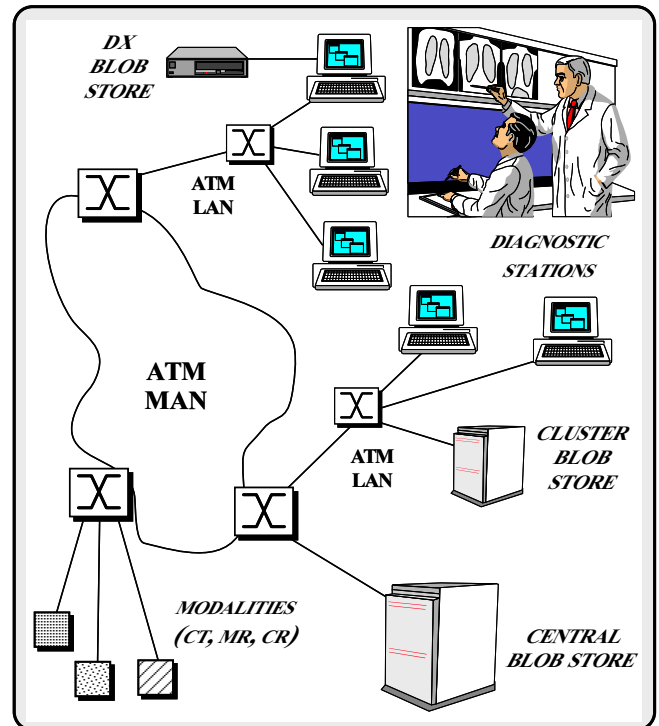 DX
BLOB
STORE
ATM
LAN
DIAGNOSTIC
STATIONS
ATM
MAN
ATM
LAN
CLUSTER
BLOB
STORE
MODALITIES
(CT, MR, CR)
CENTRAL
BLOB STORE